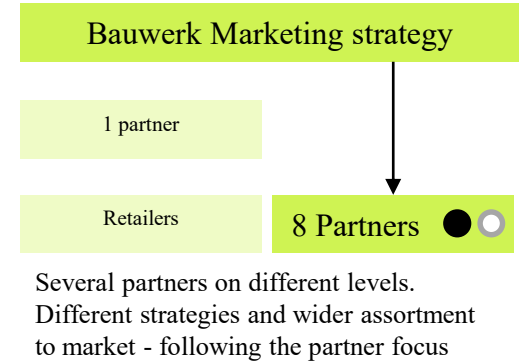 Bauwerk Marketing strategy
1 partner
Retailers
8 Partners
Several partners on different levels.
Different strategies and wider assortment
to market - following the partner focus